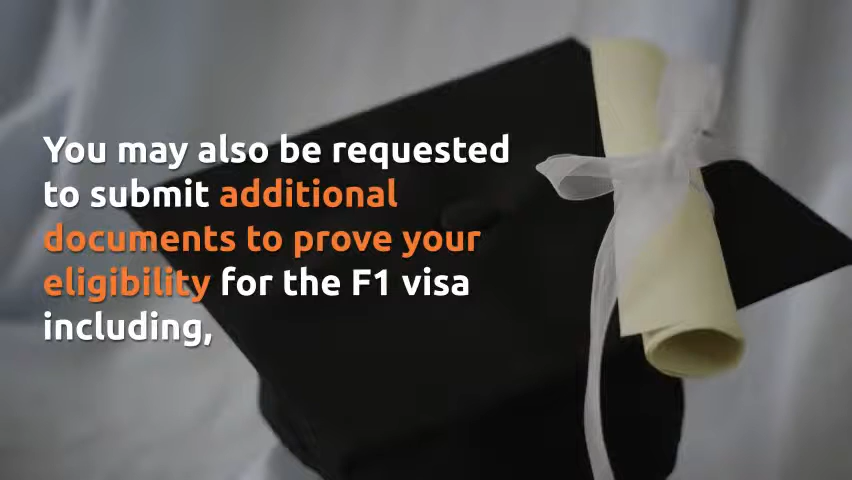 You may also be requested
to submit additional
documents to prove your
eligibility for the F1 visa
including,